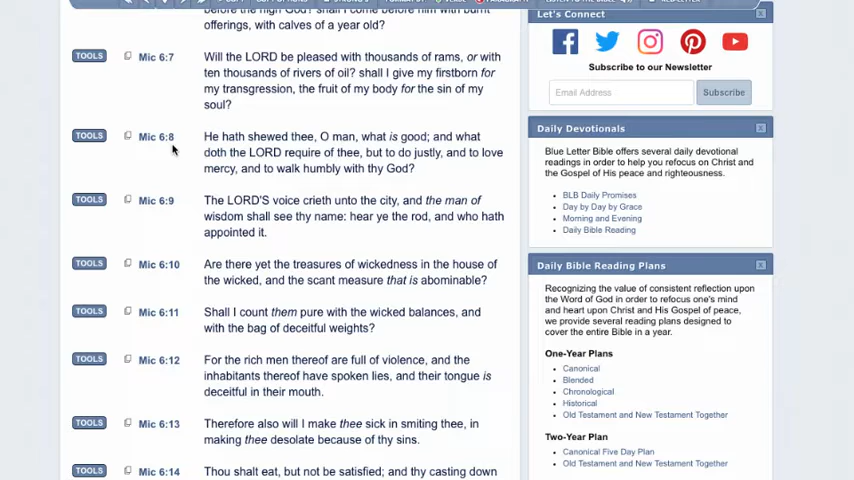 offerings, with calves of a year old?
TOOLS Mic 6:7 Will the LORD be pleased with thousands of rams, or with
ten thousands of rivers of oil? shall I give my firstborn for
my transgression, the fruit of my body for the sin of my
soul?
TOOLS Mic 6:8 He hath shewed thee, O man, what is good; and what
doth the LORD require of thee, but to do justly, and to love
mercy, and to walk humbly with thy God?
TOOLS Mic 6:9 The LORD'S voice crieth unto the city, and the man of
wisdom shall see thy name: hear ye the rod, and who hath
appointed it.
TOOLS Mic 6:10 Are there yet the treasures of wickedness in the house of
the wicked, and the scant measure that is abominable?
TOOLS Mic 6:11 Shall I count them pure with the wicked balances, and
with the bag of deceitful weights?
TOOLS Mic 6:12 For the rich men thereof are full of violence, and the
inhabitants thereof have spoken lies, and their tongue is
deceitful in their mouth.
TOOLS Mic 6:13 Therefore also will I make thee sick in smiting thee, in
making thee desolate because of thy sins.
TOOLS Mic 6:14 Thou shalt eat, but not be satisfied; and thy casting down
Let's Connect
Subscribe to our Newsletter
Email Address Subscribe
Daily Devotionals
Blue Letter Bible offers several daily devotional
readings in order to help you refocus on Christ and
the Gospel of His peace and righteousness.
BLB Daily Promises
Day by Day by Grace
Morning and Evening
Daily Bible Reading
Daily Bible Reading Plans
Recognizing the value of consistent reflection upon
the Word of God in order to refocus one's mind
and heart upon Christ and His Gospel of peace,
we provide several reading plans designed to
cover the entire Bible in a year.
One-Year Plans
Canonical
Blended
Chronological
Historical
Old Testament and New Testament Together
Two-Year Plan
Canonical Five Day Plan
Old Testament and New Testament Together